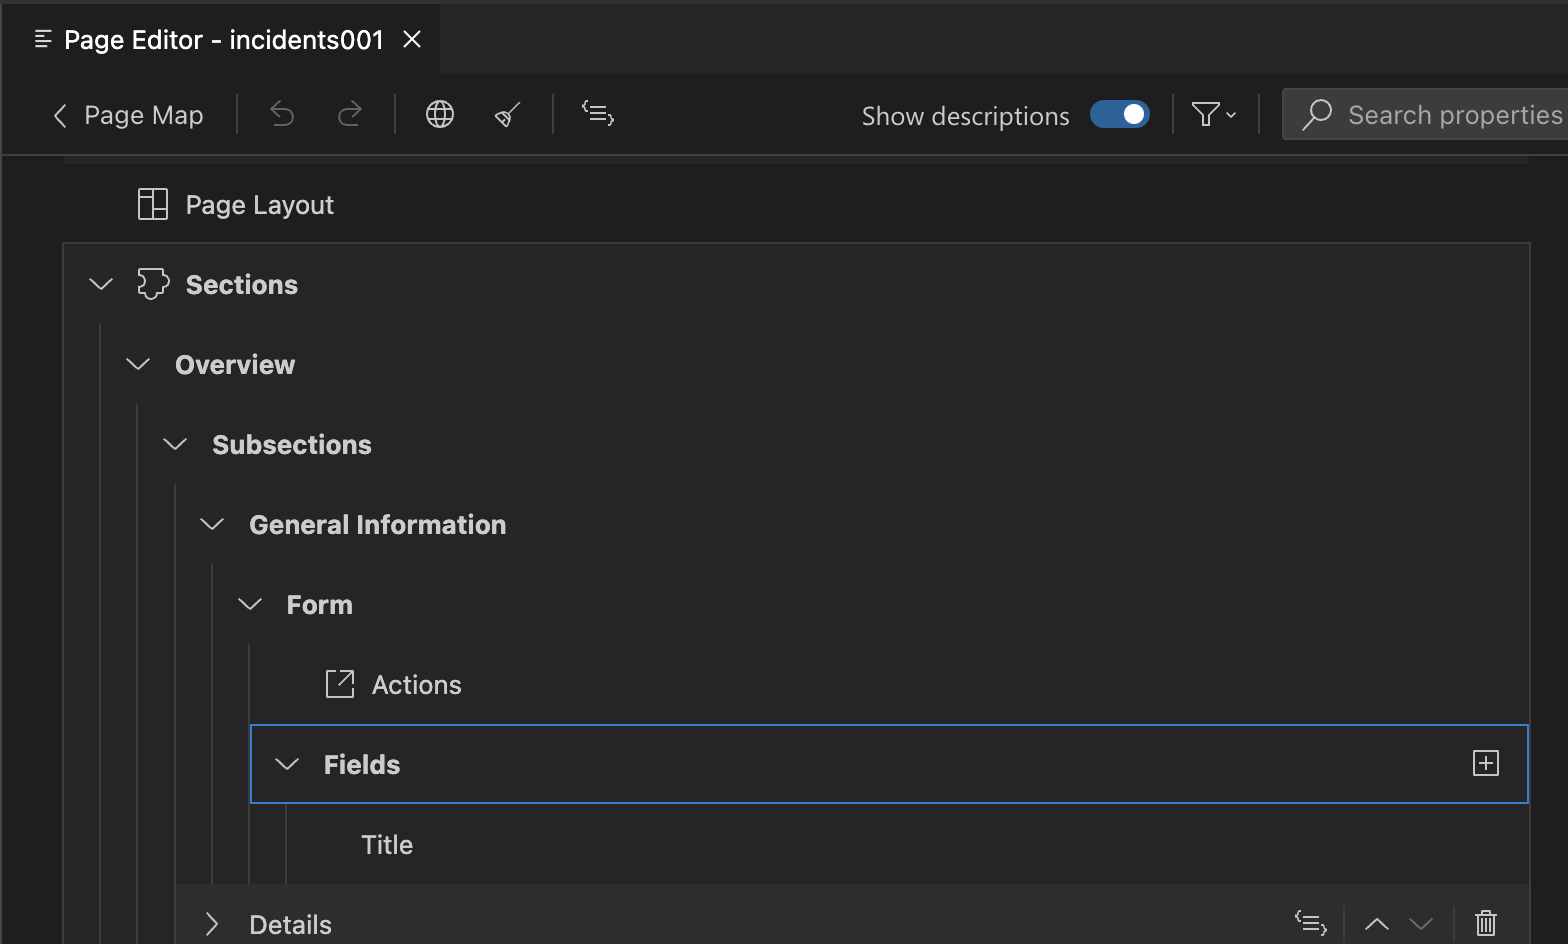 Page Editor - incidents001
Page Map
Show descriptions
Search properties
Page Layout
Sections
Overview
Subsections
General Information
Form
Actions
Fields
Title
Details